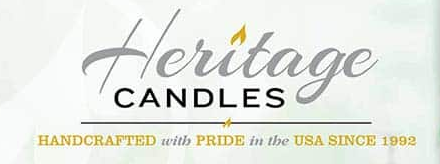 Heritage
CANDLES
HANDCRAFTED with PRIDE in the USA SINCE 1992